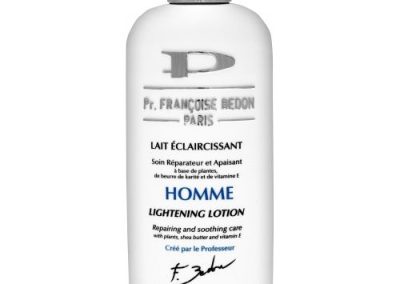 P
Pr. FRANÇOISE BEDON
PARIS
LAIT ÉCLAIRCISSANT
Soin Réparateur et Apaisant
à base de plantes,
de beurre de karité et de vitamine E
HOMME
LIGHTENING LOTION
Repairing and soothing care
with plants, shea butter and vitamin E
Créé par le Professeur
F. Bedon